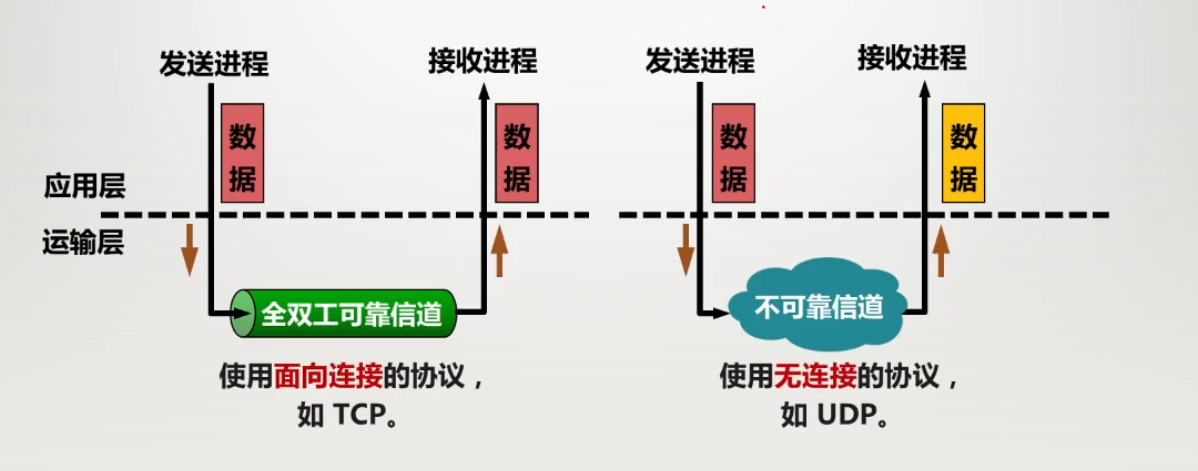 发送进程
接收进程
发送进程
接收进程
数
据
数
据
数
据
数
据
应用层
运输层
全双工可靠信道
不可靠信道
使用面向连接的协议，
如 TCP。
使用无连接的协议，
如 UDP。